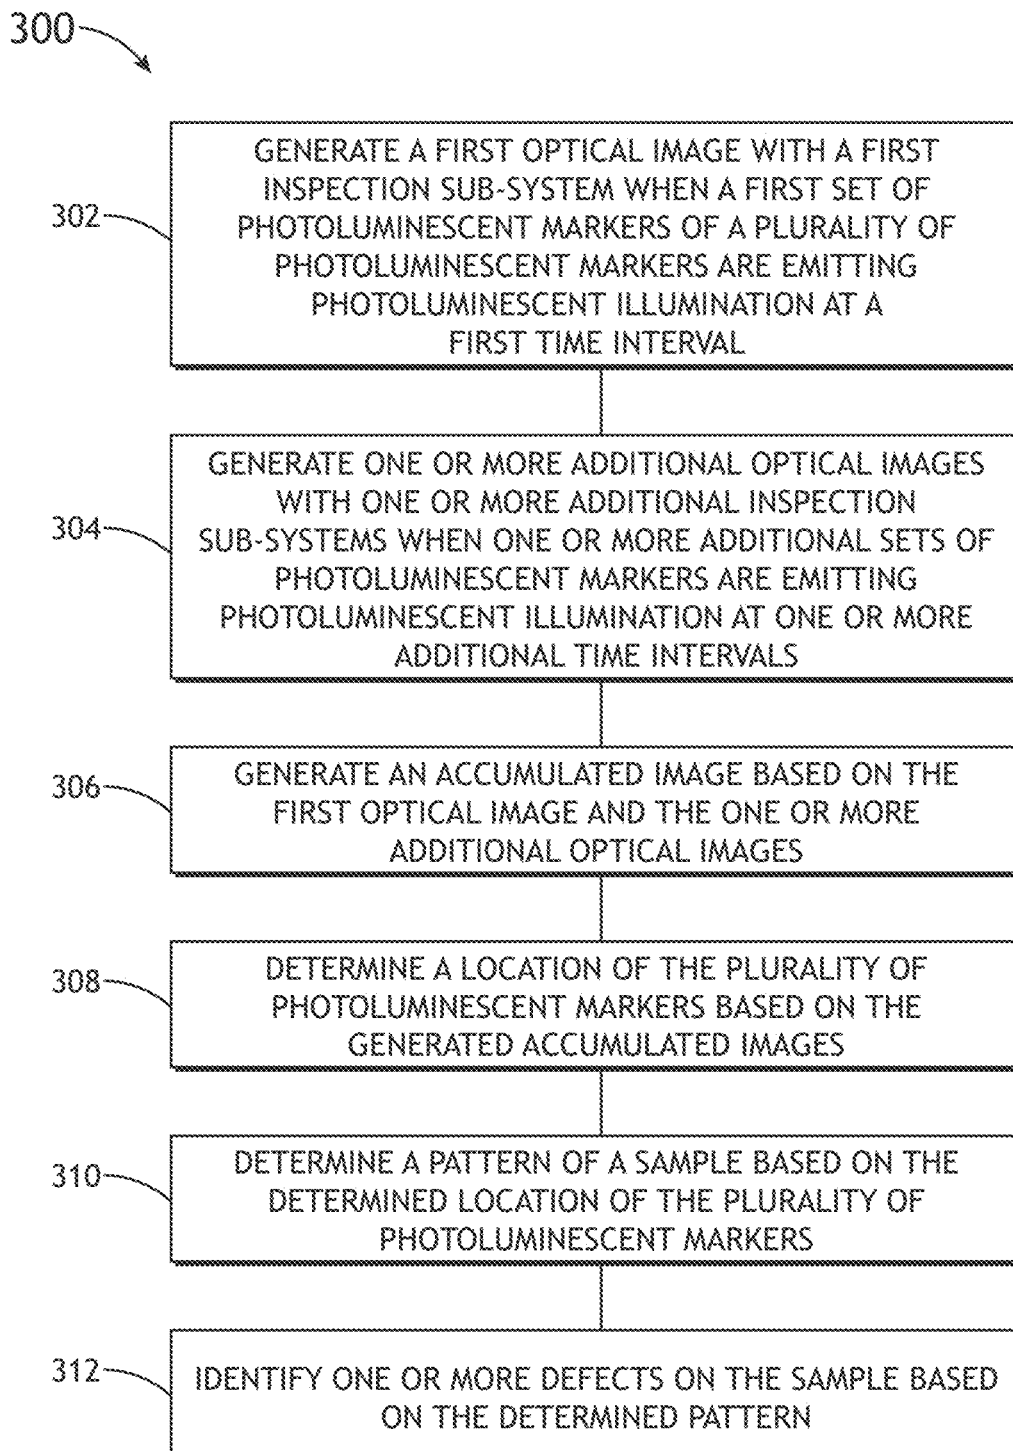 300
302
GENERATE A FIRST OPTICAL IMAGE WITH A FIRST
INSPECTION SUB-SYSTEM WHEN A FIRST SET OF
PHOTOLUMINESCENT MARKERS OF A PLURALITY OF
PHOTOLUMINESCENT MARKERS ARE EMITTING
PHOTOLUMINESCENT ILLUMINATION AT A
FIRST TIME INTERVAL
304
GENERATE ONE OR MORE ADDITIONAL OPTICAL IMAGES
WITH ONE OR MORE ADDITIONAL INSPECTION
SUB-SYSTEMS WHEN ONE OR MORE ADDITIONAL SETS OF
PHOTOLUMINESCENT MARKERS ARE EMITTING
PHOTOLUMINESCENT ILLUMINATION AT ONE OR MORE
ADDITIONAL TIME INTERVALS
306
GENERATE AN ACCUMULATED IMAGE BASED ON THE
FIRST OPTICAL IMAGE AND THE ONE OR MORE
ADDITIONAL OPTICAL IMAGES
308
DETERMINE A LOCATION OF THE PLURALITY OF
PHOTOLUMINESCENT MARKERS BASED ON THE
GENERATED ACCUMULATED IMAGES
310
DETERMINE A PATTERN OF A SAMPLE BASED ON THE
DETERMINED LOCATION OF THE PLURALITY OF
PHOTOLUMINESCENT MARKERS
312
IDENTIFY ONE OR MORE DEFECTS ON THE SAMPLE BASED
ON THE DETERMINED PATTERN